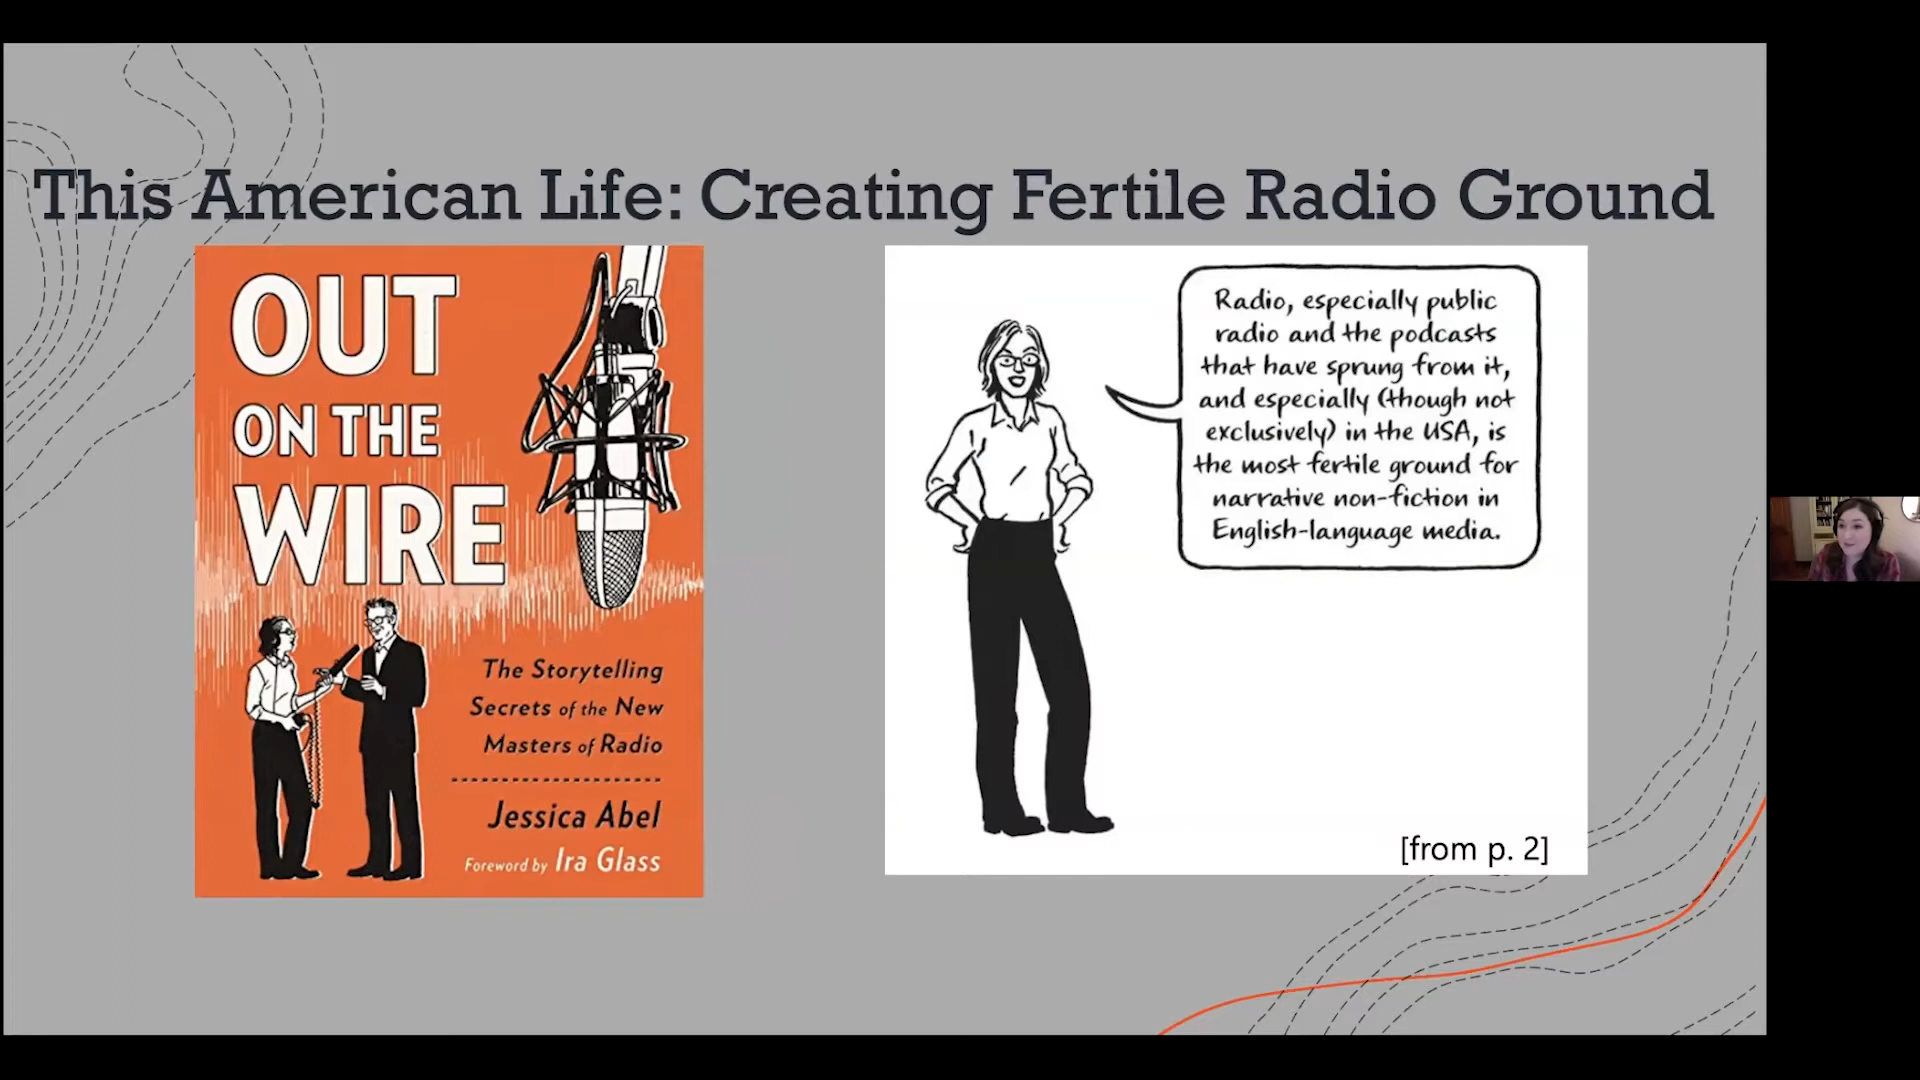 This American Life: Creating Fertile Radio Ground
OUT
ON THE
WIRE
The Storytelling
Secrets of the New
Masters of Radio
Jessica Abel
Foreword by Ira Glass
Radio, especially public
radio and the podcasts
that have sprung from it,
and especially (though not
exclusively) in the USA, is
the most fertile ground for
narrative non-fiction in
English-language media.
[from p. 2]